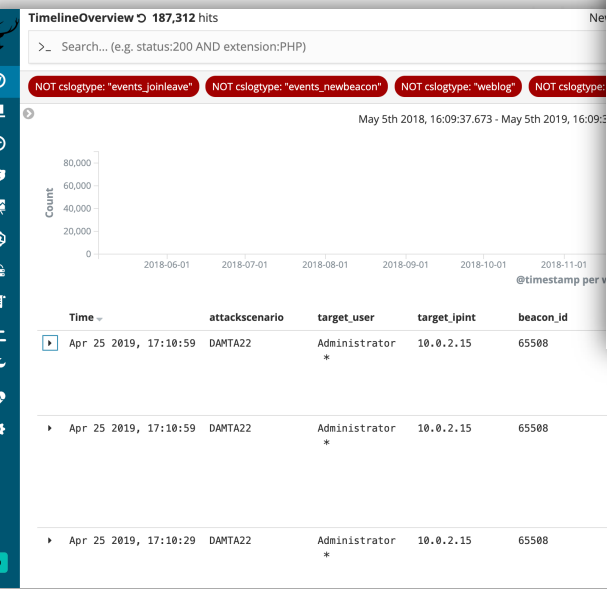 TimelineOverview 187,312 hits
Ne
>_ Search... (e.g. status:200 AND extension:PHP)
NOT cslogtype: "events_joinleave" NOT cslogtype: "events_newbeacon" NOT cslogtype: "weblog" NOT cslogtype:
May 5th 2018, 16:09:37.673 - May 5th 2019, 16:09:3
80,000
60,000
40,000
20,000
0
Count
2018-06-01 2018-07-01 2018-08-01 2018-09-01 2018-10-01 2018-11-01
@timestamp per w
Time attackscenario target_user target_ipint beacon_id
Apr 25 2019, 17:10:59 DAMTA22 Administrator 10.0.2.15 65508
*
Apr 25 2019, 17:10:59 DAMTA22 Administrator 10.0.2.15 65508
*
Apr 25 2019, 17:10:29 DAMTA22 Administrator 10.0.2.15 65508
*